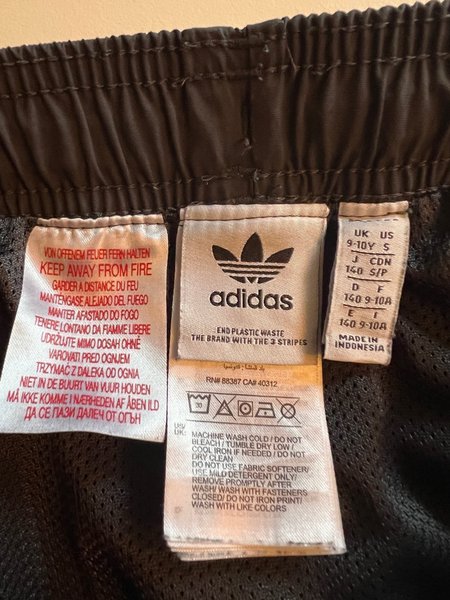 VON OFFENEM FEUER FERN HALTEN
KEEP AWAY FROM FIRE
GARDER A DISTANCE DU FEU
MANTÉNGASE ALEJADO DEL FUEGO
MANTER AFASTADO DO FOGO
TENERE LONTANO DA FIAMME LIBERE
UDRŽUJTE MIMO DOSAH OHNĚ
VAROVATI PRED OGNJEM
TRZYMAĆ Z DALEKA OD OGNIA
NIET IN DE BUURT VAN VUUR HOUDEN
MÅ IKKE KOMME I NÆRHEDEN AF ÅBEN ILD
ДА СЕ ПАЗИ ДАЛЕЧ ОТ ОГЪН
adidas
END PLASTIC WASTE
THE BRAND WITH THE 3 STRIPES
RN# 88387 CA# 40312
30
US:
UK:
MACHINE WASH COLD / DO NOT
BLEACH / TUMBLE DRY LOW /
COOL IRON IF NEEDED / DO NOT
DRY CLEAN
DO NOT USE FABRIC SOFTENER/
USE MILD DETERGENT ONLY/
REMOVE PROMPTLY AFTER
WASH/ WASH WITH FASTENERS
CLOSED/ DO NOT IRON PRINT/
WASH WITH LIKE COLORS
UK US
9-10Y S
J CDN
140 S/P
D F
140 9-10A
E I
140 9-10A
MADE IN
INDONESIA